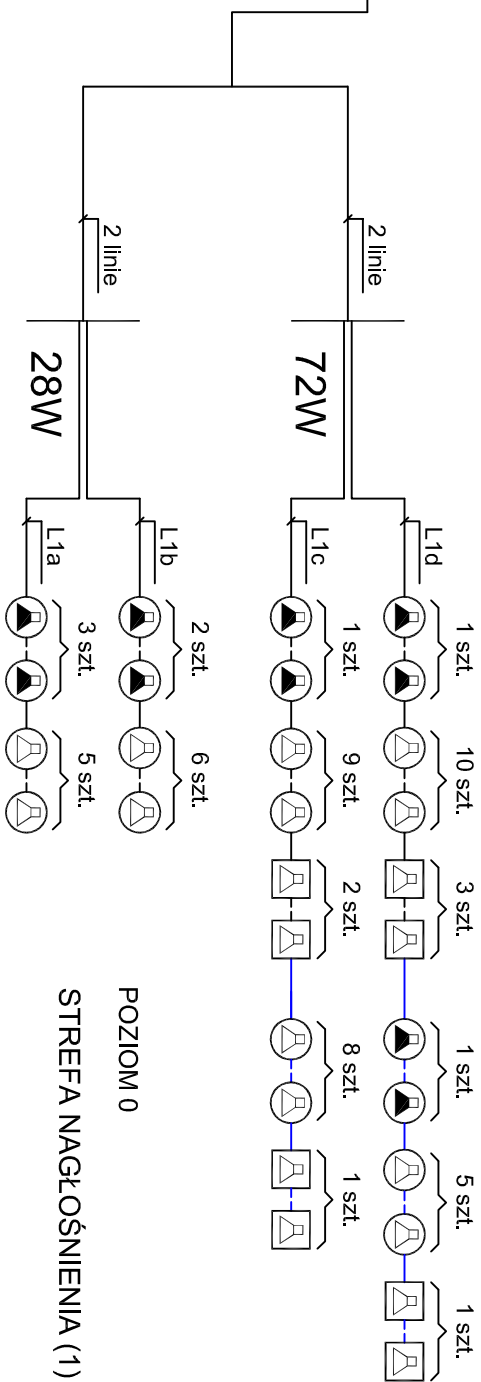 2 linie
72W
L1d
1 szt.
10 szt.
3 szt.
1 szt.
5 szt.
1 szt.
L1c
1 szt.
9 szt.
2 szt.
8 szt.
1 szt.
2 linie
28W
L1b
2 szt.
6 szt.
L1a
3 szt.
5 szt.
POZIOM 0
STREFA NAGŁOŚNIENIA (1)